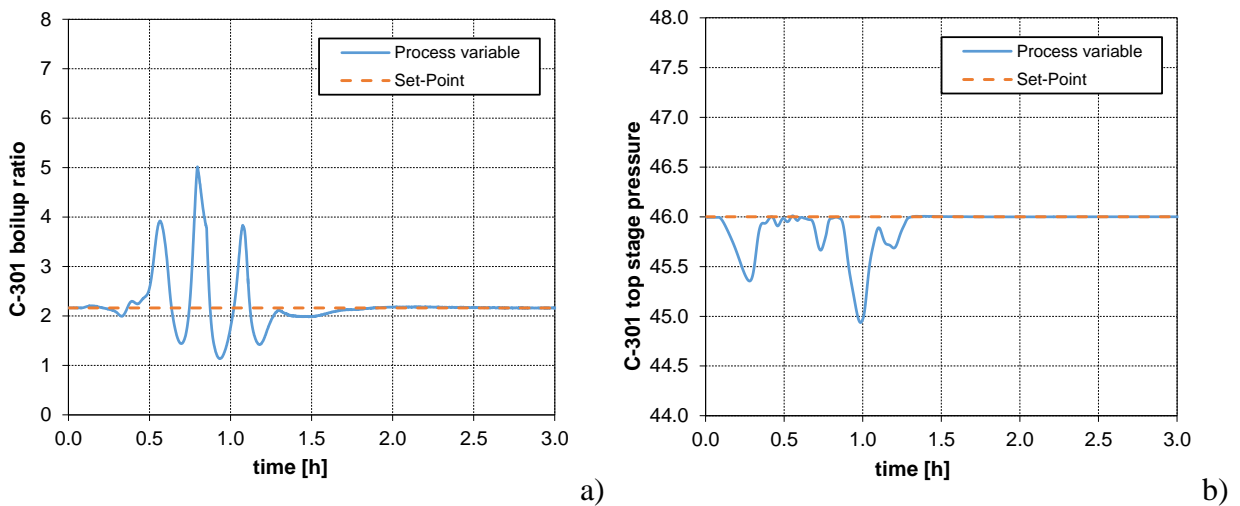 8
7
6
5
4
3
2
1
0
C-301 boilup ratio
Process variable
Set-Point
0.0 0.5 1.0 1.5 2.0 2.5 3.0
time [h]
a)
48.0
47.5
47.0
46.5
46.0
45.5
45.0
44.5
44.0
C-301 top stage pressure
Process variable
Set-Point
0.0 0.5 1.0 1.5 2.0 2.5 3.0
time [h]
b)